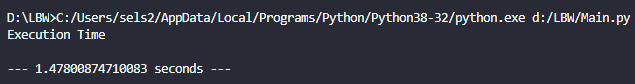 D:\LBW>C:/Users/sels2/AppData/Local/Programs/Python/Python38-32/python.exe d:/LBW/Main.py
Execution Time
--- 1.47800874710083 seconds ---